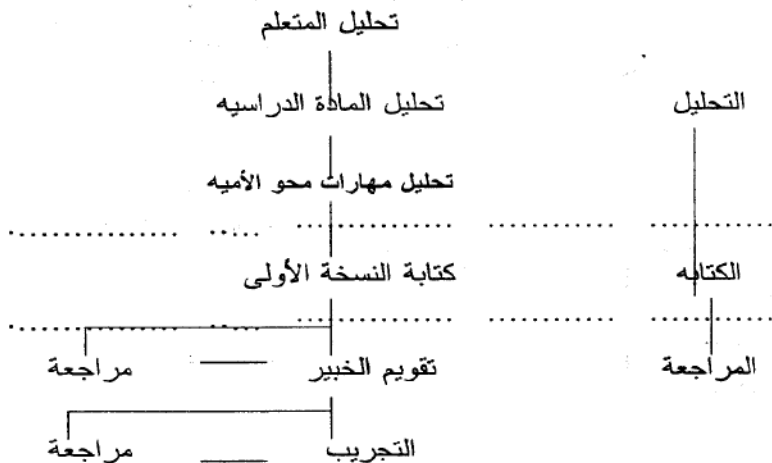 تحليل المتعلم
التحليل تحليل المادة الدراسيه
تحليل مهارات محو الأميه
الكتابه كتابة النسخة الأولى
المراجعة تقويم الخبير مراجعة
التجريب مراجعة